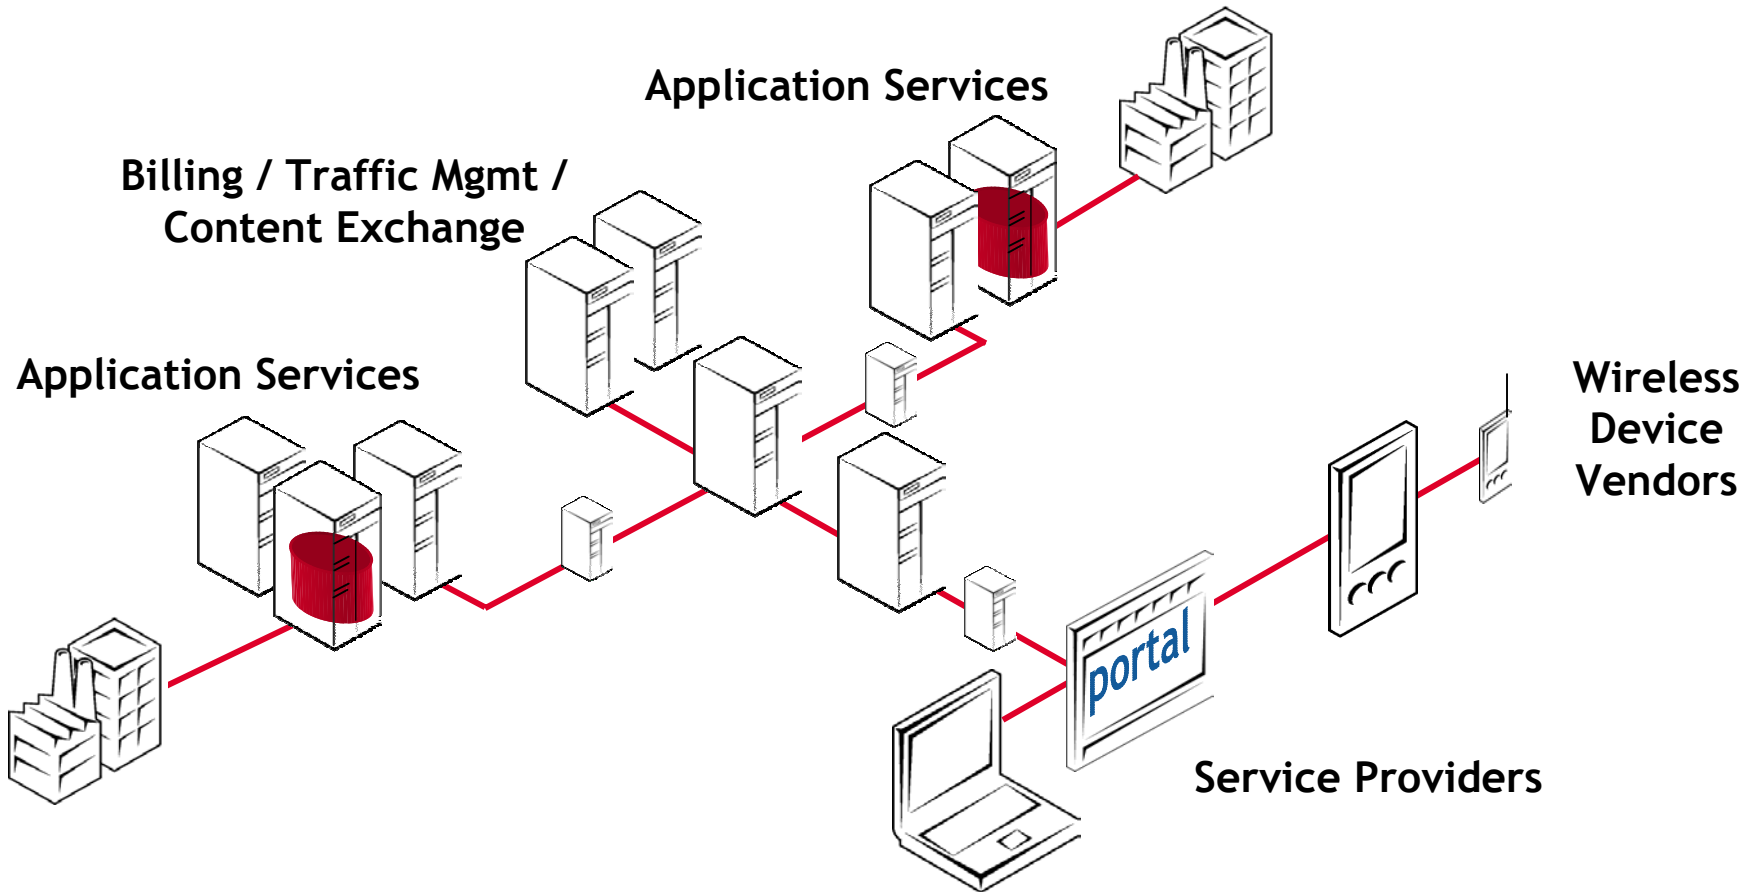 Application Services
Billing / Traffic Mgmt /
Content Exchange
Application Services
Wireless
Device
Vendors
portal
Service Providers